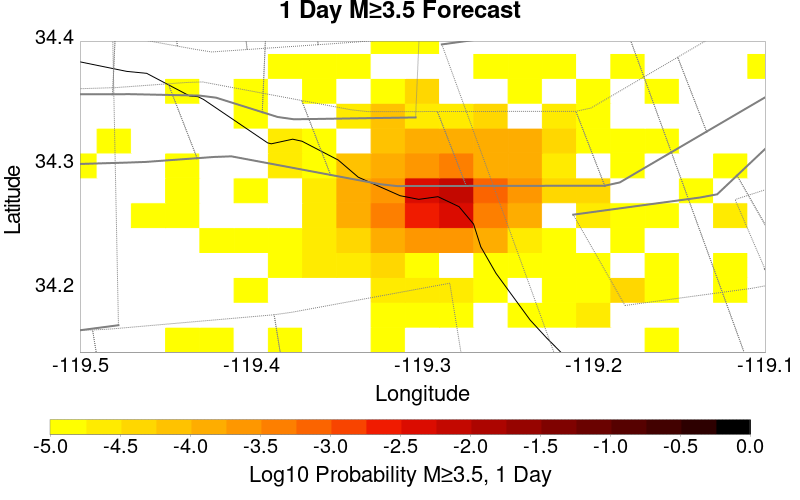 1 Day M≥3.5 Forecast
34.4
34.3
34.2
Latitude
-119.5 -119.4 -119.3 -119.2 -119.1
Longitude
-5.0 -4.5 -4.0 -3.5 -3.0 -2.5 -2.0 -1.5 -1.0 -0.5 0.0
Log10 Probability M≥3.5, 1 Day